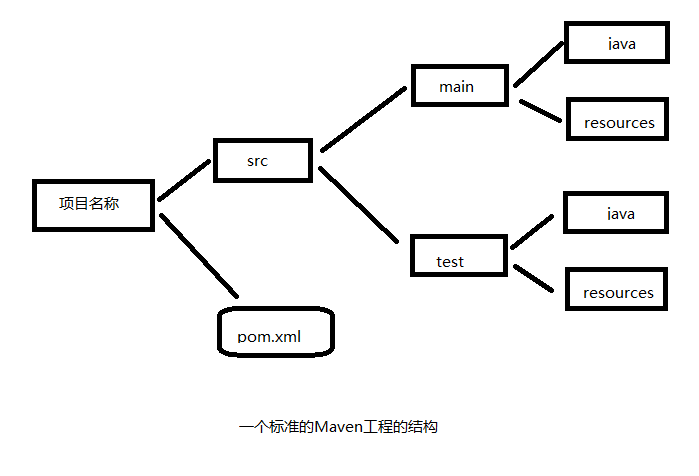 java
main
resources
src
项目名称
java
test
resources
pom.xml
一个标准的Maven工程的结构